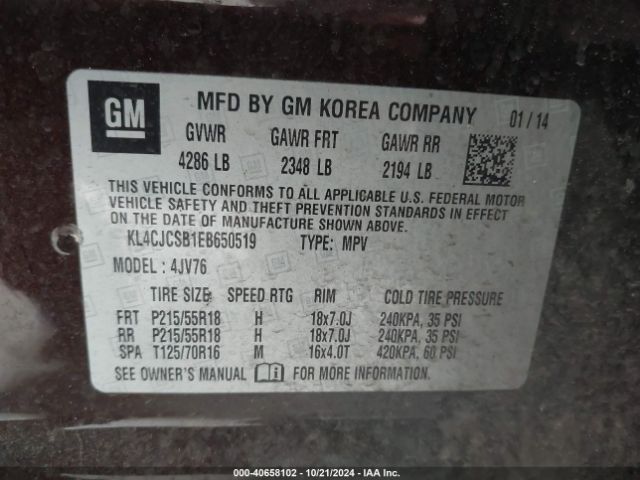 GM
MFD BY GM KOREA COMPANY 01/14
GVWR GAWR FRT GAWR RR
4286 LB 2348 LB 2194 LB
THIS VEHICLE CONFORMS TO ALL APPLICABLE U.S. FEDERAL MOTOR
VEHICLE SAFETY AND THEFT PREVENTION STANDARDS IN EFFECT
ON THE DATE OF MANUFACTURE SHOWN ABOVE.
KL4CJCSB1EB650519 TYPE: MPV
MODEL: 4JV76
TIRE SIZE SPEED RTG RIM COLD TIRE PRESSURE
FRT P215/55R18 H 18x7.0J 240KPA, 35 PSI
RR P215/55R18 H 18x7.0J 240KPA, 35 PSI
SPA T125/70R16 M 16x4.0T 420KPA, 60 PSI
SEE OWNER'S MANUAL FOR MORE INFORMATION.
000-40658102 - 10/21/2024 - IAA Inc.